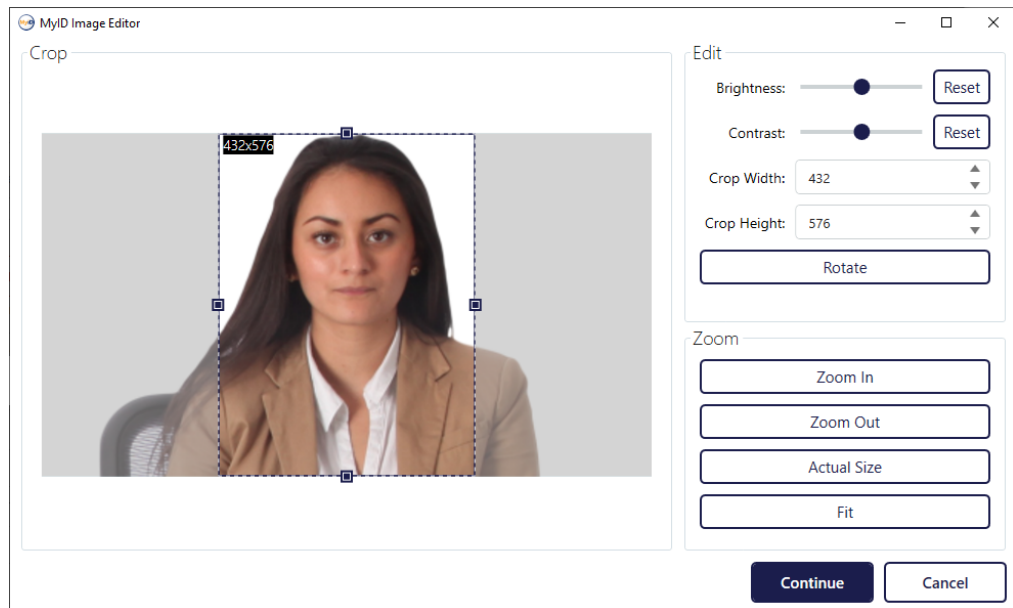 MyID Image Editor
Crop
432x576
Edit
Brightness:
Reset
Contrast:
Reset
Crop Width:
432
Crop Height:
576
Rotate
Zoom
Zoom In
Zoom Out
Actual Size
Fit
Continue
Cancel